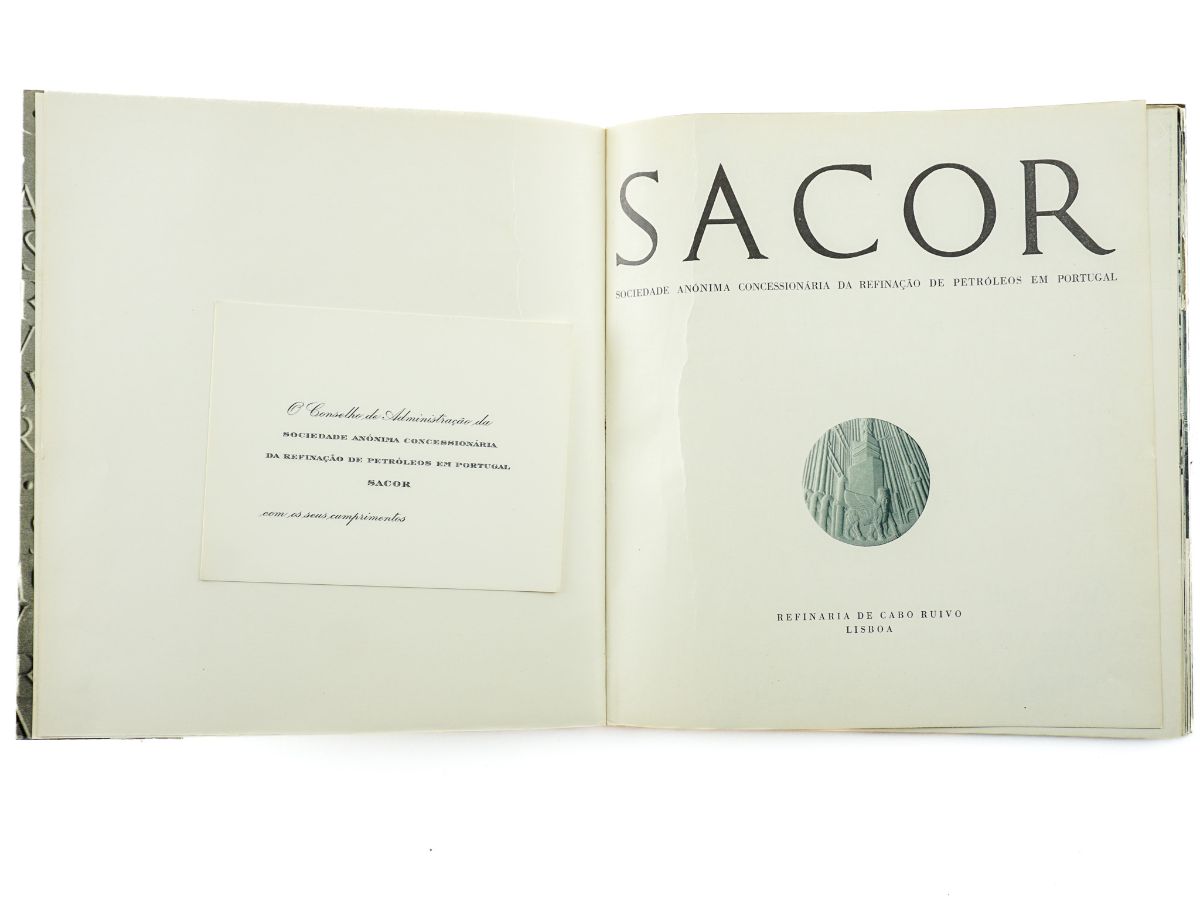 O Conselho de Administração da
SOCIEDADE ANÓNIMA CONCESSIONÁRIA
DA REFINAÇÃO DE PETRÓLEOS EM PORTUGAL
SACOR
com os seus cumprimentos
SACOR
SOCIEDADE ANÓNIMA CONCESSIONÁRIA DA REFINAÇÃO DE PETRÓLEOS EM PORTUGAL
REFINARIA DE CABO RUIVO
LISBOA